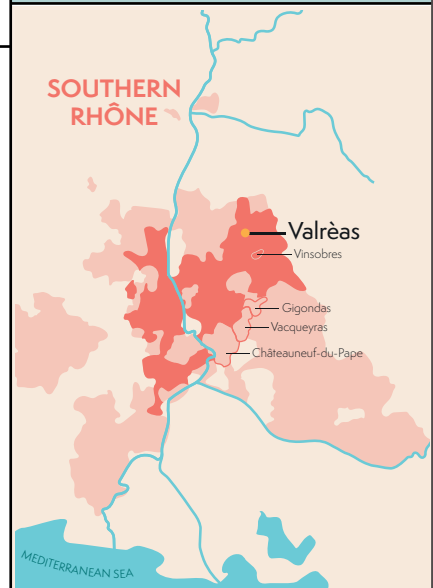 SOUTHERN
RHÔNE
Valrèas
Vinsobres
Gigondas
Vacqueyras
Châteauneuf-du-Pape
MEDITERRANEAN SEA